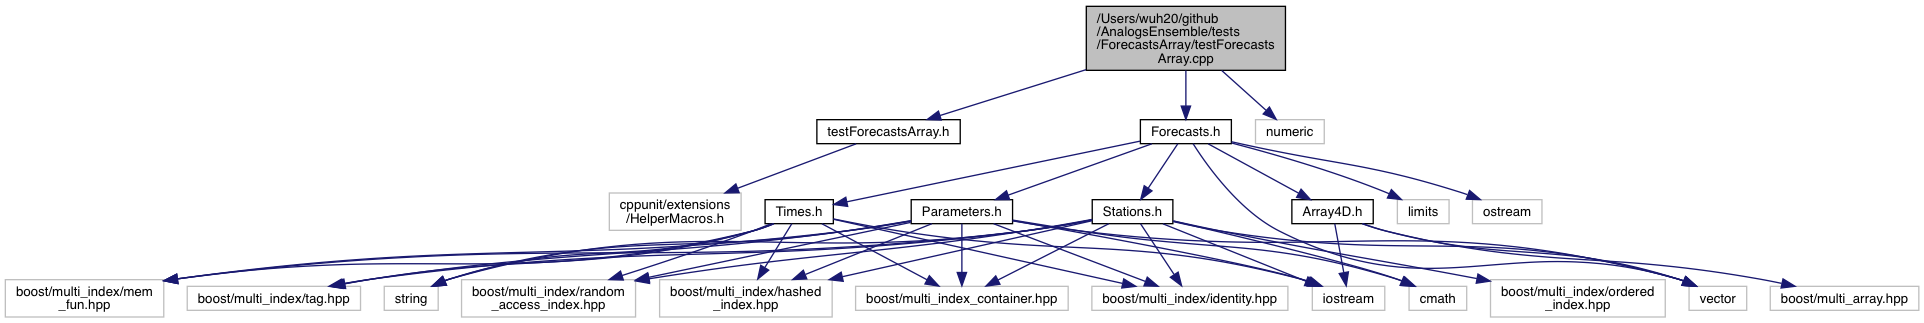 /Users/wuh20/github
/AnalogsEnsemble/tests
/ForecastsArray/testForecasts
Array.cpp
testForecastsArray.h
Forecasts.h
numeric
cppunit/extensions
/HelperMacros.h
Times.h
Parameters.h
Stations.h
Array4D.h
limits
ostream
boost/multi_index/mem
_fun.hpp
boost/multi_index/tag.hpp
string
boost/multi_index/random
_access_index.hpp
boost/multi_index/hashed
_index.hpp
boost/multi_index_container.hpp
boost/multi_index/identity.hpp
iostream
cmath
boost/multi_index/ordered
_index.hpp
vector
boost/multi_array.hpp